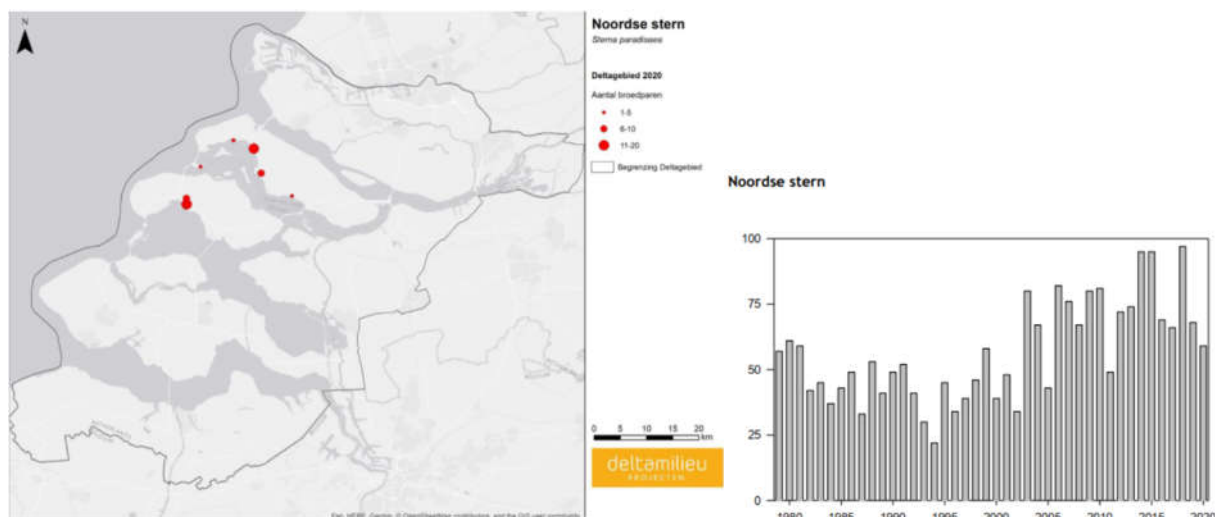 N
Noordse stern
Sterna paradisaea
Deltagebied 2020
Aantal broedparen
1-5
6-10
11-20
Begrenzing Deltagebied
0 5 10 15 20
km
deltamilieu
PROJECTEN
Noordse stern
100
75
50
25
0
1980 1985 1990 1995 2000 2005 2010 2015 2020